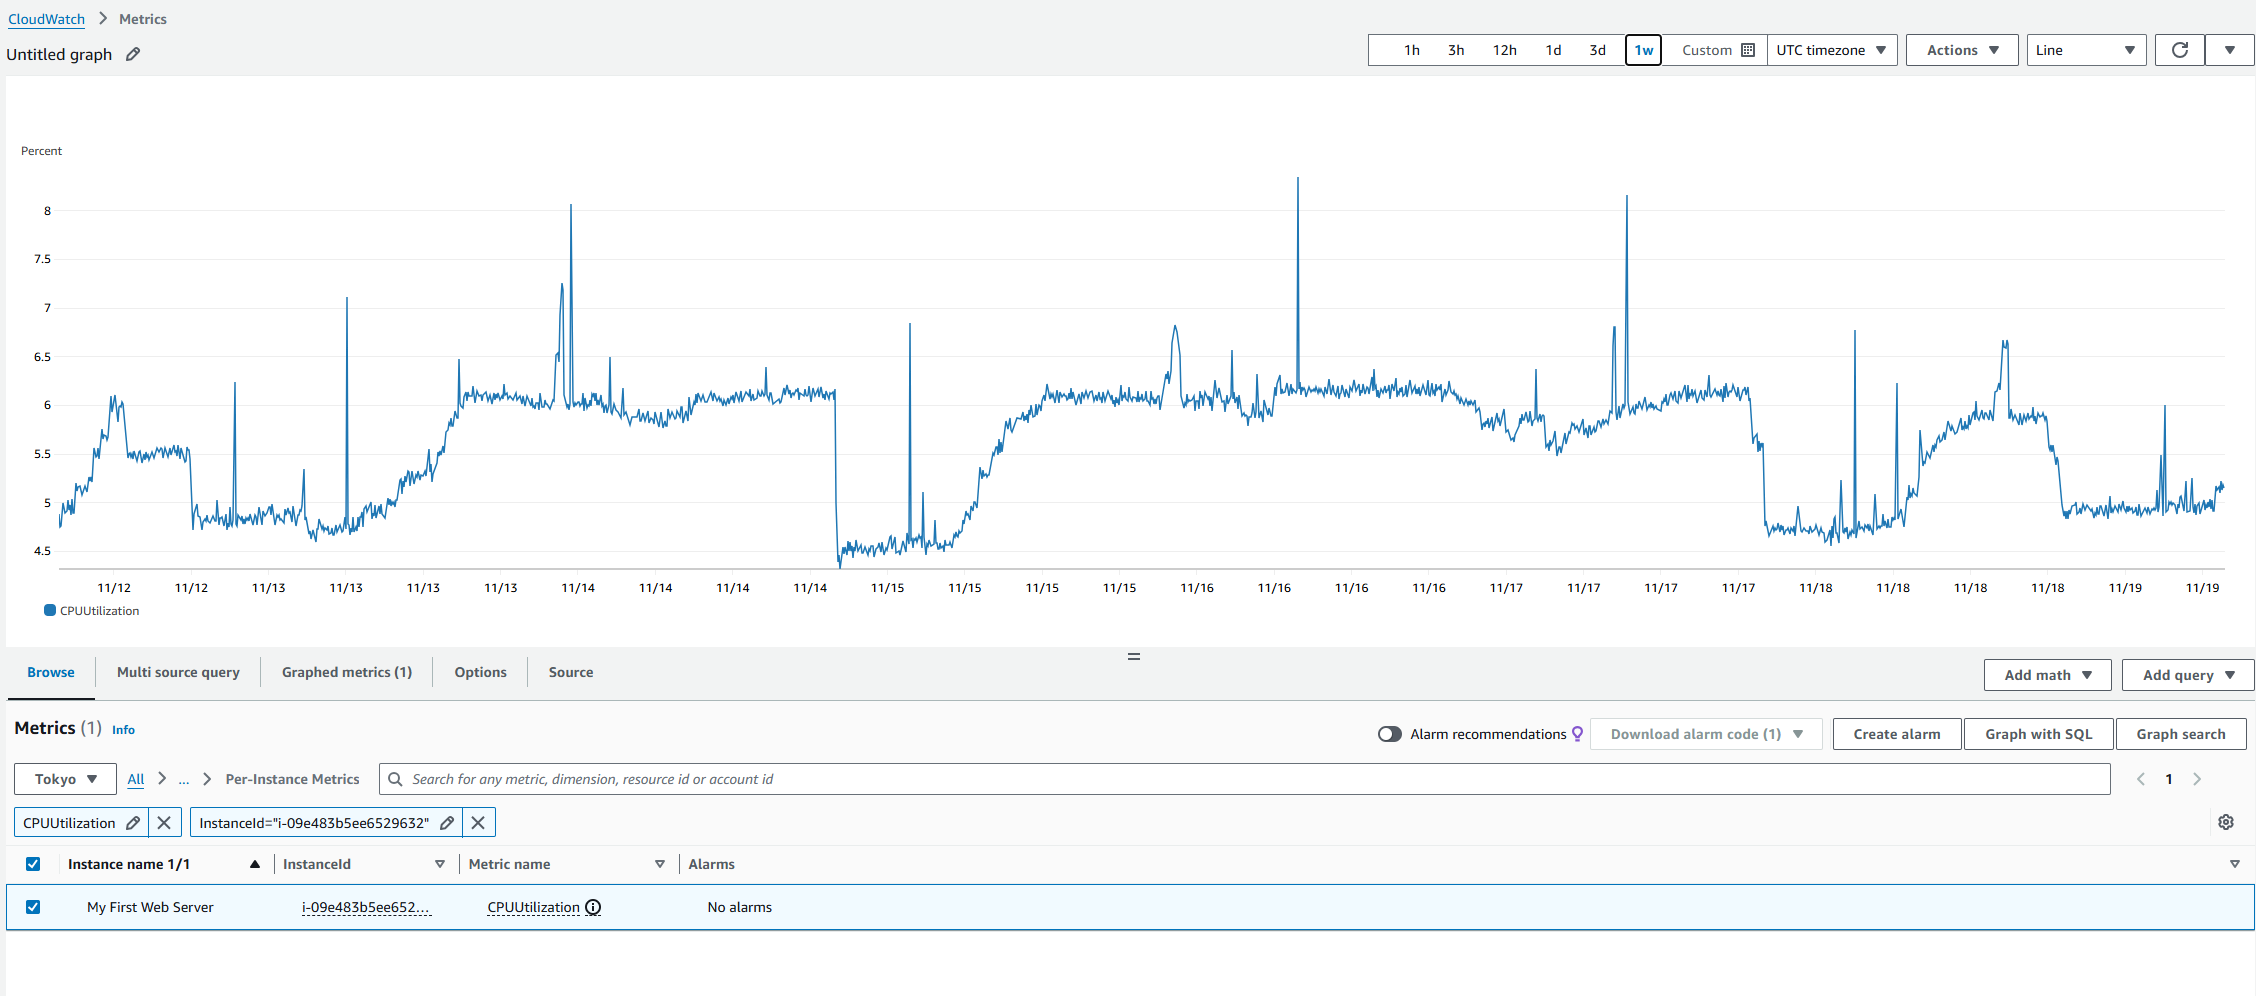 CloudWatch > Metrics
Untitled graph
1h 3h 12h 1d 3d 1w Custom UTC timezone Actions Line
Percent
8
7.5
7
6.5
6
5.5
5
4.5
11/12 11/12 11/13 11/13 11/13 11/13 11/14 11/14 11/14 11/14 11/15 11/15 11/15 11/15 11/16 11/16 11/16 11/16 11/17 11/17 11/17 11/17 11/18 11/18 11/18 11/18 11/19 11/19
CPUUtilization
Browse Multi source query Graphed metrics (1) Options Source Add math Add query
Metrics (1) Info
Alarm recommendations Download alarm code (1) Create alarm Graph with SQL Graph search
Tokyo All > ... > Per-Instance Metrics Search for any metric, dimension, resource id or account id 1
CPUUtilization InstanceId="i-09e483b5ee6529632"
Instance name 1/1 InstanceId Metric name Alarms
My First Web Server i-09e483b5ee652... CPUUtilization No alarms